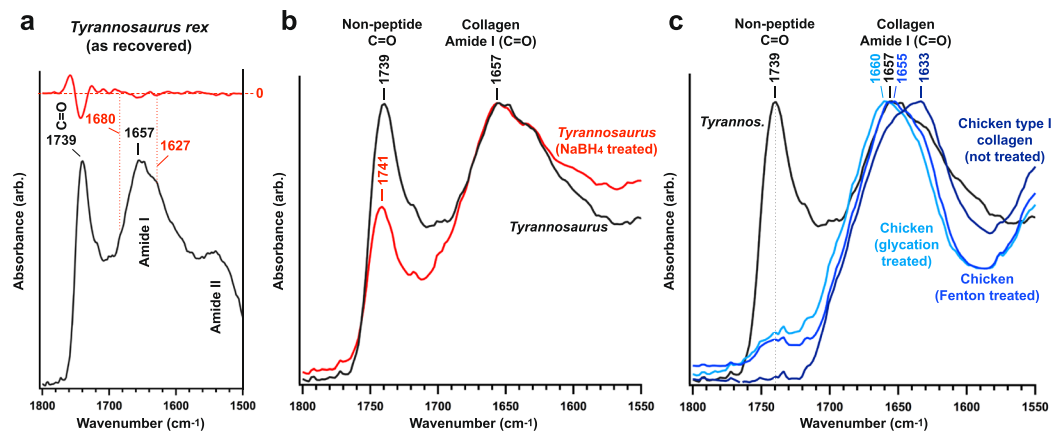 a
Tyrannosaurus rex
(as recovered)
0
C=O
1739
1680
1657
1627
Amide I
Amide II
Absorbance (arb.)
1800
1700
1600
1500
Wavenumber (cm-1)
b
Non-peptide
C=O
Collagen
Amide I (C=O)
1739
1657
1741
Tyrannosaurus
(NaBH4 treated)
Tyrannosaurus
Absorbance (arb.)
1800
1750
1700
1650
1600
1550
Wavenumber (cm-1)
c
Non-peptide
C=O
Collagen
Amide I (C=O)
1739
1660
1657
1655
1633
Tyrannos.
Chicken type I
collagen
(not treated)
Chicken
(glycation
treated)
Chicken
(Fenton treated)
Absorbance (arb.)
1800
1700
1600
1550
Wavenumber (cm-1)